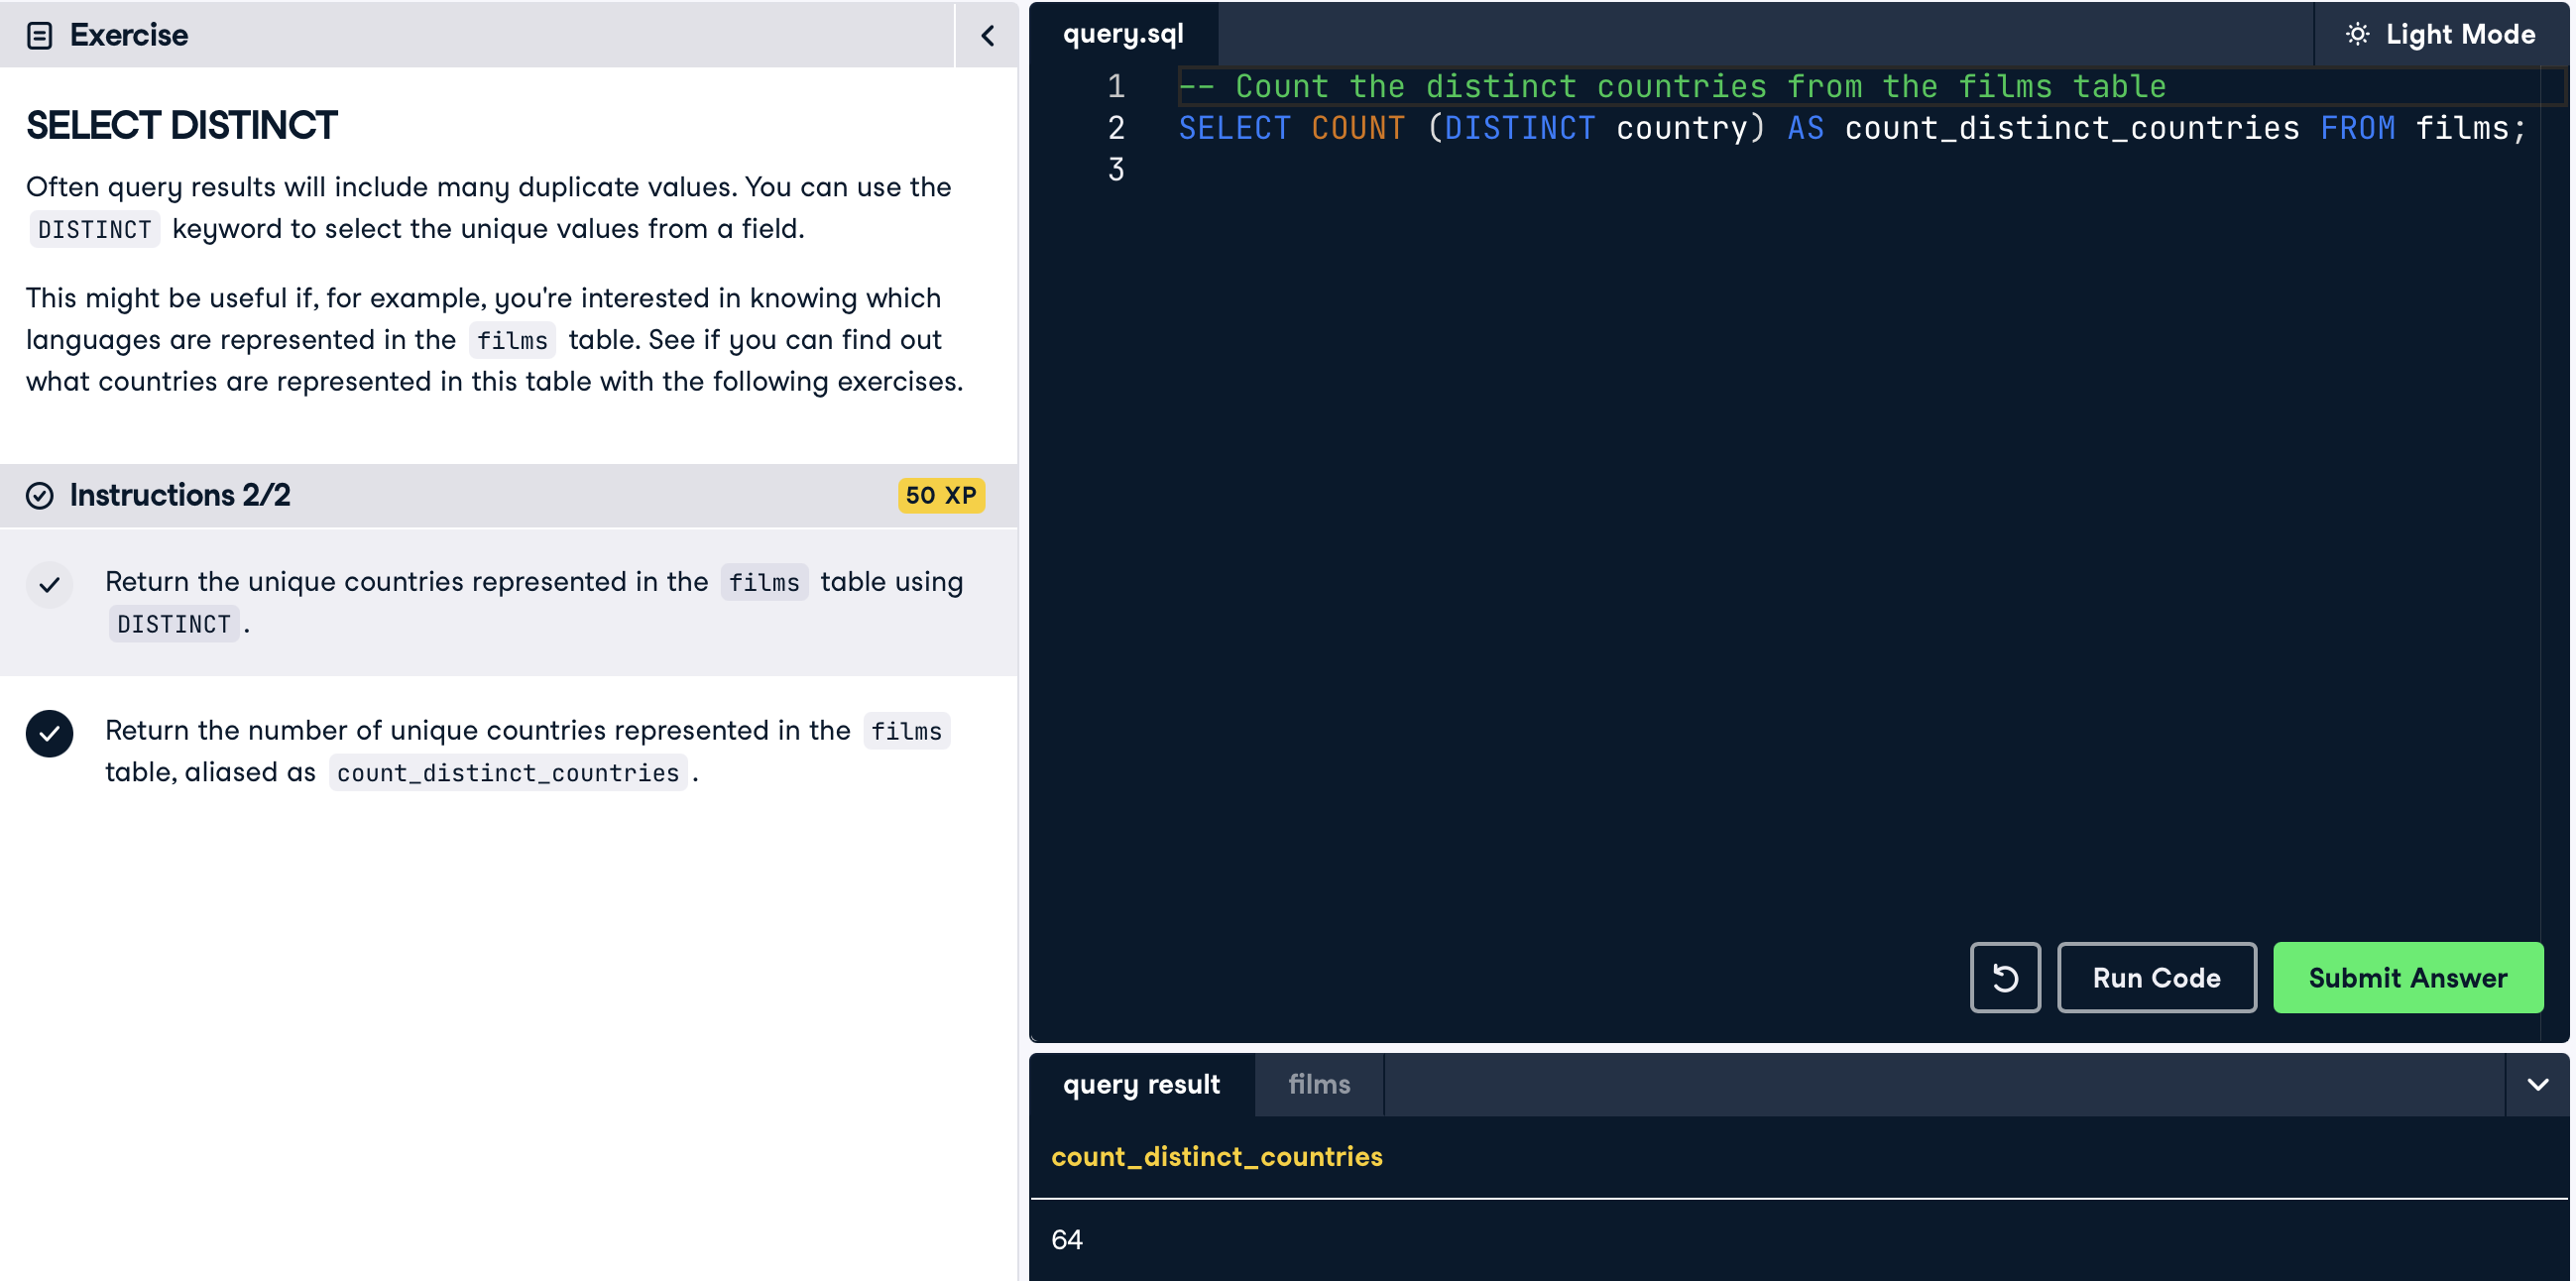 Exercise
SELECT DISTINCT
Often query results will include many duplicate values. You can use the
DISTINCT keyword to select the unique values from a field.
This might be useful if, for example, you're interested in knowing which
languages are represented in the films table. See if you can find out
what countries are represented in this table with the following exercises.
Instructions 2/2
50 XP
Return the unique countries represented in the films table using
DISTINCT.
Return the number of unique countries represented in the films
table, aliased as count_distinct_countries.
query.sql
Light Mode
1 -- Count the distinct countries from the films table
2 SELECT COUNT (DISTINCT country) AS count_distinct_countries FROM films;
3
Run Code
Submit Answer
query result
films
count_distinct_countries
64